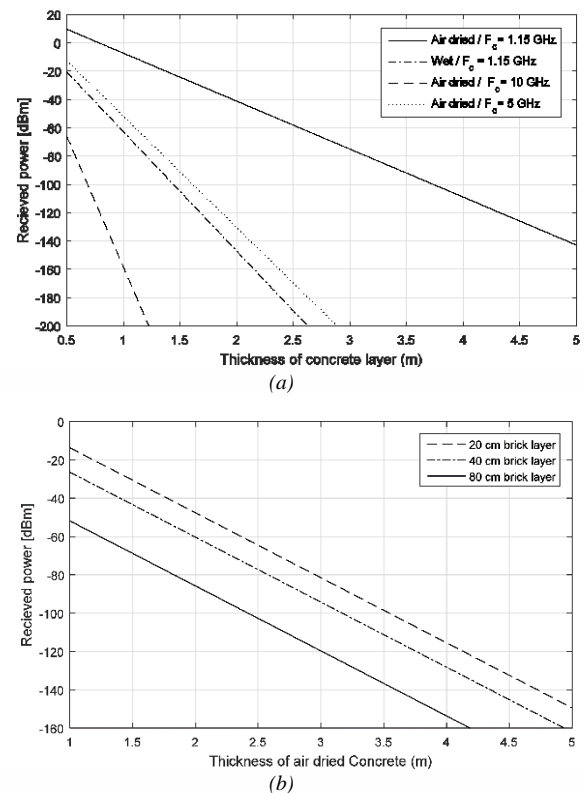 20
0
-20
-40
-60
-80
-100
-120
-140
-160
-180
-200
Recieved power [dBm]
Air dried / F_c = 1.15 GHz
Wet / F_c = 1.15 GHz
Air dried / F_c = 10 GHz
Air dried / F_c = 5 GHz
0.5 1 1.5 2 2.5 3 3.5 4 4.5 5
Thickness of concrete layer (m)
(a)
0
-20
-40
-60
-80
-100
-120
-140
-160
Recieved power [dBm]
20 cm brick layer
40 cm brick layer
80 cm brick layer
1 1.5 2 2.5 3 3.5 4 4.5 5
Thickness of air dried Concrete (m)
(b)